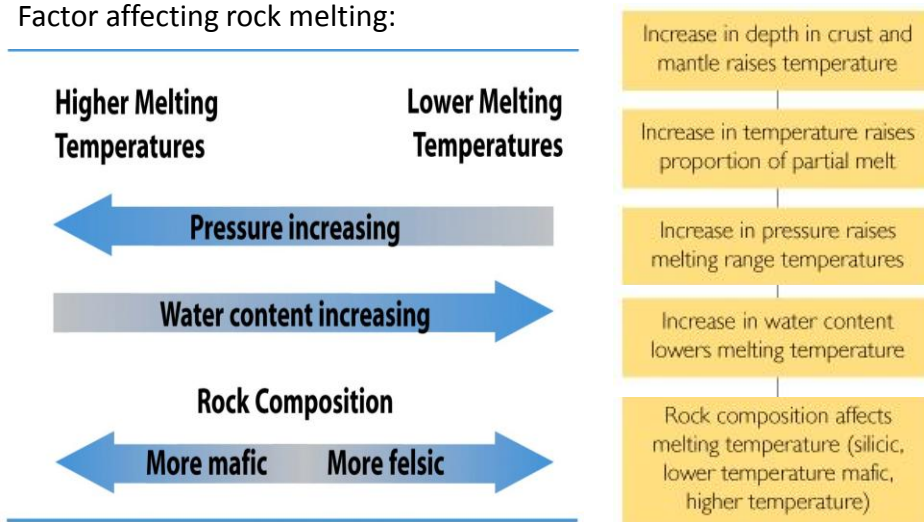 Factor affecting rock melting:
Higher Melting
Temperatures
Lower Melting
Temperatures
Pressure increasing
Water content increasing
Rock Composition
More mafic
More felsic
Increase in depth in crust and
mantle raises temperature
Increase in temperature raises
proportion of partial melt
Increase in pressure raises
melting range temperatures
Increase in water content
lowers melting temperature
Rock composition affects
melting temperature (silicic,
lower temperature mafic,
higher temperature)